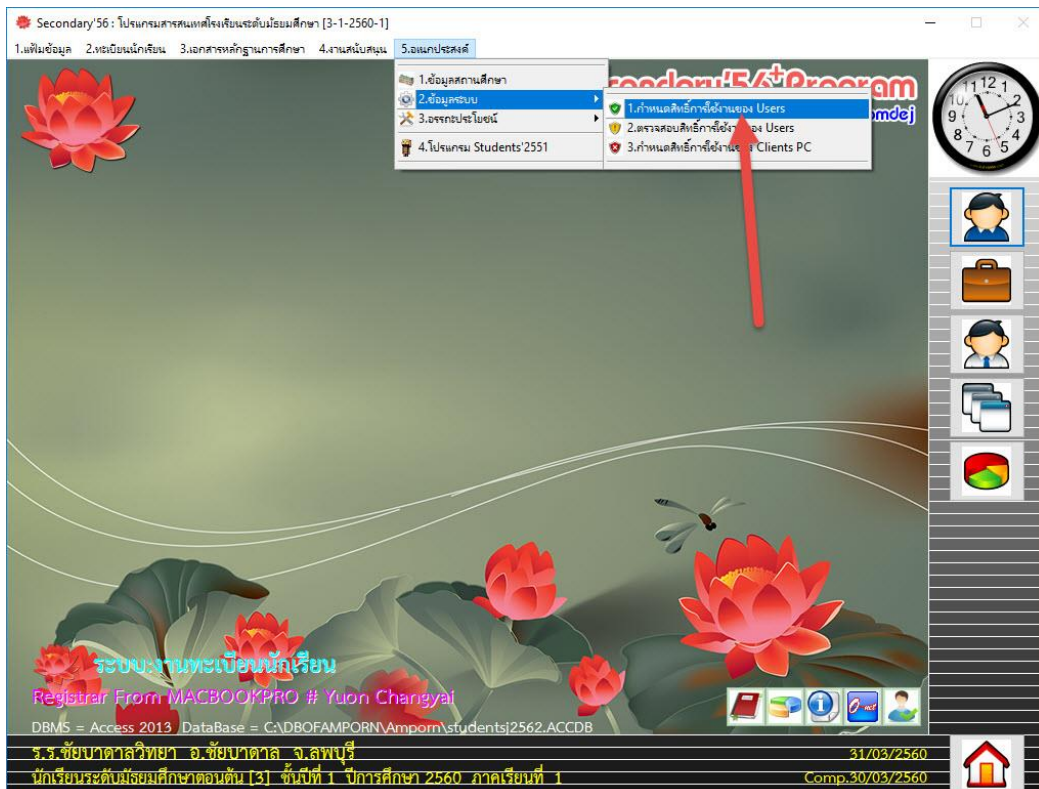 Secondary'56 : โปรแกรมสารสนเทศโรงเรียนระดับมัธยมศึกษา [3-1-2560-1]
1.แฟ้มข้อมูล 2.ทะเบียนนักเรียน 3.เอกสารหลักฐานการศึกษา 4.งานสนับสนุน 5.อเนกประสงค์
1.ข้อมูลสถานศึกษา
2.ข้อมูลระบบ
3.อรรถประโยชน์
4.โปรแกรม Students'2551
1.กำหนดสิทธิ์การใช้งานของ Users
2.ตรวจสอบสิทธิ์การใช้งานของ Users
3.กำหนดสิทธิ์การใช้งานของ Clients PC
11 12 1
10 2
9 3
8 4
7 6 5
ระบบ:งานทะเบียนนักเรียน
Registrar From MACBOOKPRO # Yuon Changyai
DBMS = Access 2013 DataBase = C:\DBOFAMPORN\Amporn\studentsj2562.ACCDB
O-net
ร.ร.ชัยบาดาลวิทยา อ.ชัยบาดาล จ.ลพบุรี 31/03/2560
นักเรียนระดับมัธยมศึกษาตอนต้น [3] ชั้นปีที่ 1 ปีการศึกษา 2560 ภาคเรียนที่ 1 Comp.30/03/2560